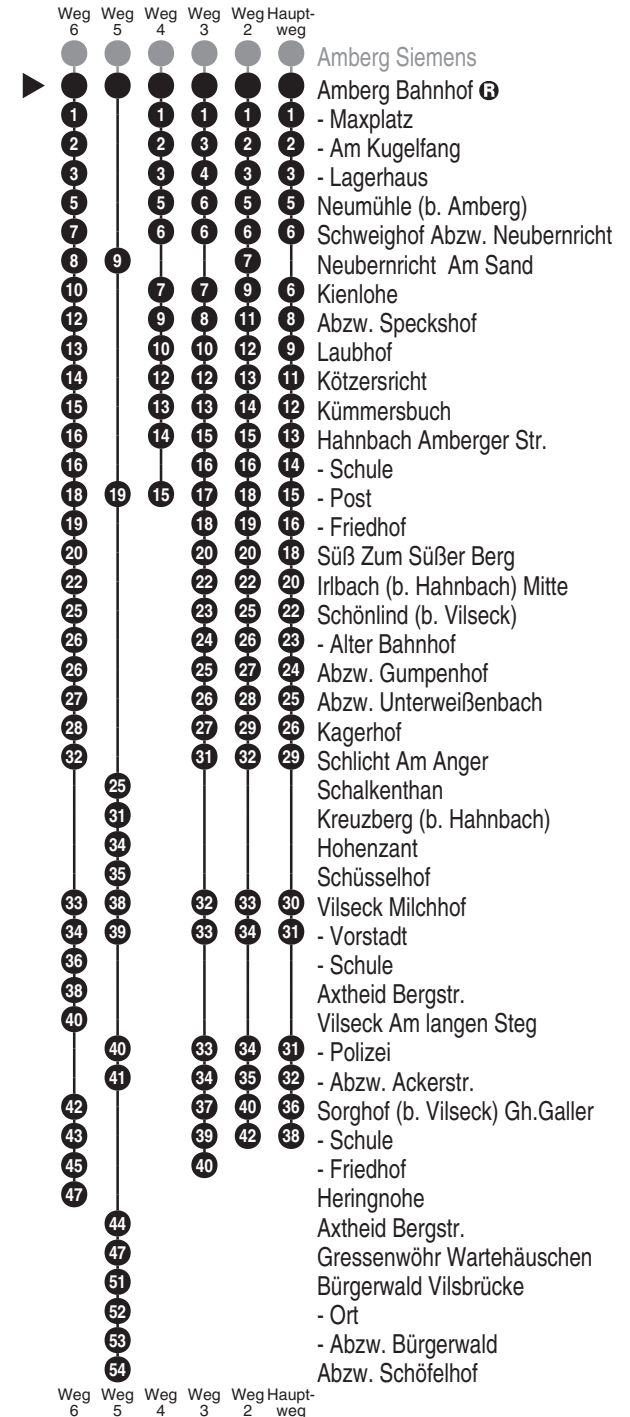 Weg 6 Weg 5 Weg 4 Weg 3 Weg 2 Haupt-weg
Amberg Siemens
Amberg Bahnhof R
1 1 1 1 1 - Maxplatz
2 2 3 2 2 - Am Kugelfang
3 3 4 3 3 - Lagerhaus
5 5 6 5 5 Neumühle (b. Amberg)
7 6 6 6 6 Schweighof Abzw. Neubernricht
8 9 7 Neubernricht Am Sand
10 7 7 9 6 Kienlohe
12 9 8 11 8 Abzw. Speckshof
13 10 10 12 9 Laubhof
14 12 12 13 11 Kötzersricht
15 13 13 14 12 Kümmersbuch
16 14 15 15 13 Hahnbach Amberger Str.
16 16 16 14 - Schule
18 19 15 17 18 15 - Post
19 18 19 16 - Friedhof
20 20 20 18 Süß Zum Süßer Berg
22 22 22 20 Irlbach (b. Hahnbach) Mitte
25 23 25 22 Schönlind (b. Vilseck)
26 24 26 23 - Alter Bahnhof
26 25 27 24 Abzw. Gumpenhof
27 26 28 25 Abzw. Unterweißenbach
28 27 29 26 Kagerhof
32 31 32 29 Schlicht Am Anger
25 Schalkenthan
31 Kreuzberg (b. Hahnbach)
34 Hohenzant
35 Schüsselhof
33 38 32 33 30 Vilseck Milchhof
34 39 33 34 31 - Vorstadt
36 - Schule
38 Axtheid Bergstr.
40 Vilseck Am langen Steg
40 33 34 31 - Polizei
41 34 35 32 - Abzw. Ackerstr.
42 37 40 36 Sorghof (b. Vilseck) Gh.Galler
43 39 42 38 - Schule
45 40 - Friedhof
47 Heringnohe
44 Axtheid Bergstr.
47 Gressenwöhr Wartehäuschen
51 Bürgerwald Vilsbrücke
52 - Ort
53 - Abzw. Bürgerwald
54 Abzw. Schöfelhof
Weg 6 Weg 5 Weg 4 Weg 3 Weg 2 Haupt-weg